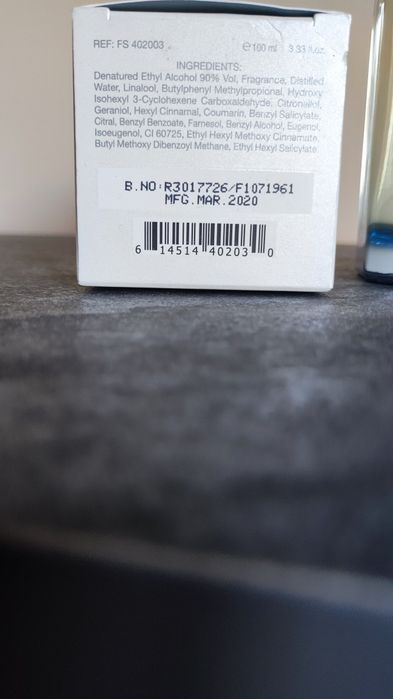 REF: FS 402003
℮ 100 ml 3.33 fl.oz.
INGREDIENTS:
Denatured Ethyl Alcohol 90% Vol, Fragrance, Distilled
Water, Linalool, Butylphenyl Methylpropional, Hydroxy
Isohexyl 3-Cyclohexene Carboxaldehyde, Citronellol,
Geraniol, Hexyl Cinnamal, Coumarin, Benzyl Salicylate,
Citral, Benzyl Benzoate, Farnesol, Benzyl Alcohol, Eugenol,
Isoeugenol, CI 60725, Ethyl Hexyl Methoxy Cinnamate,
Butyl Methoxy Dibenzoyl Methane, Ethyl Hexyl Salicylate.
B.NO:R3017726/F1071961
MFG.MAR.2020
6 14514 40203 0